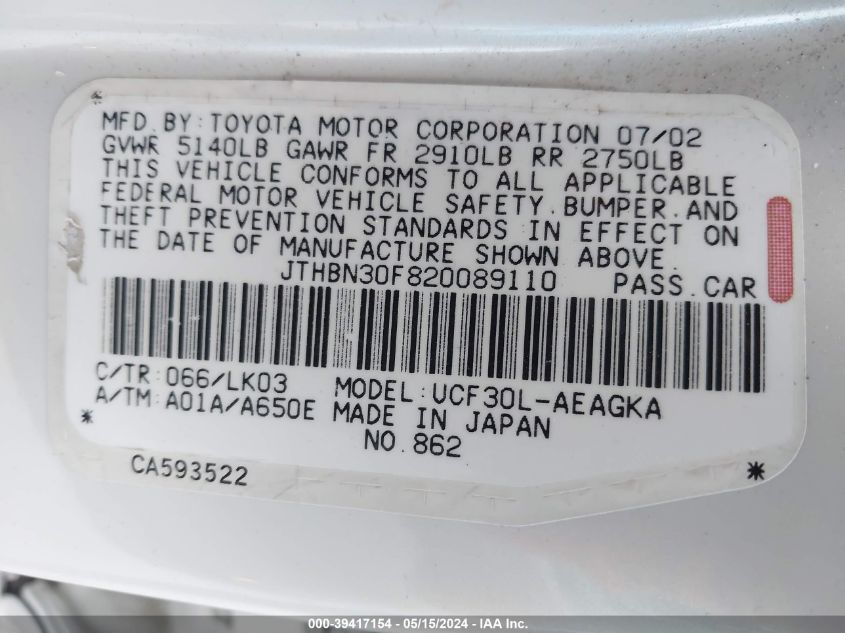 MFD.BY:TOYOTA MOTOR CORPORATION 07/02
GVWR 5140LB GAWR FR 2910LB RR 2750LB
THIS VEHICLE CONFORMS TO ALL APPLICABLE
FEDERAL MOTOR VEHICLE SAFETY.BUMPER.AND
THEFT PREVENTION STANDARDS IN EFFECT ON
THE DATE OF MANUFACTURE SHOWN ABOVE.
JTHBN30F820089110 PASS.CAR
C/TR:066/LK03 MODEL:UCF30L-AEAGKA
A/TM:A01A/A650E MADE IN JAPAN
NO.862
CA593522
000-39417154 - 05/15/2024 - IAA Inc.